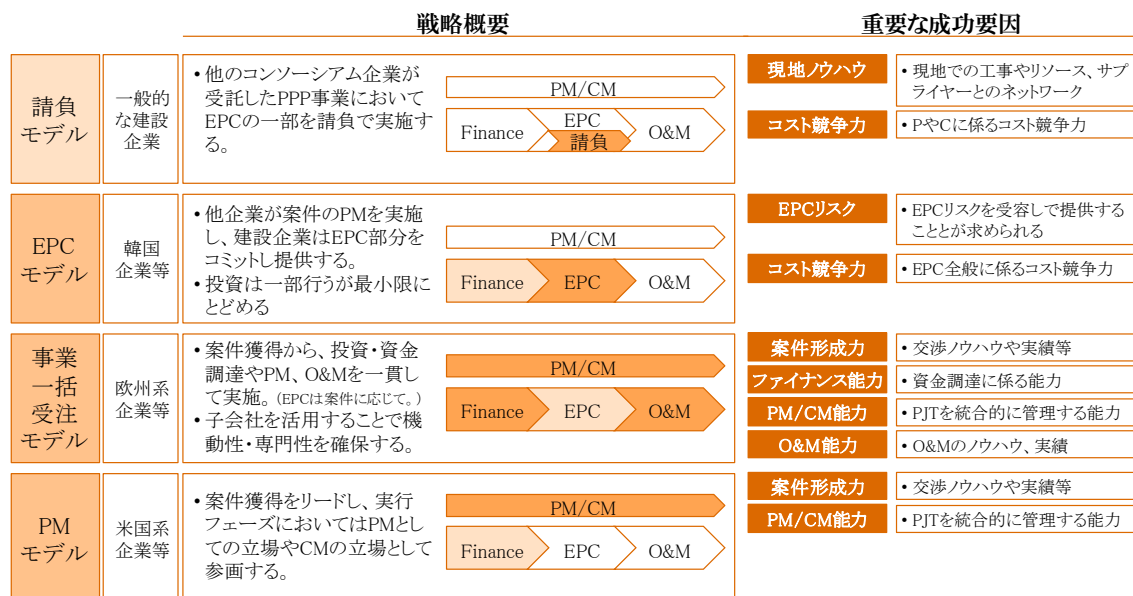 戦略概要
重要な成功要因
請負
モデル
一般的
な建設
企業
• 他のコンソーシアム企業が
受託したPPP事業において
EPCの一部を請負で実施す
る。
PM/CM
Finance
EPC
請負
O&M
現地ノウハウ
• 現地での工事やリソース、サプ
ライヤーとのネットワーク
コスト競争力
• PやCに係るコスト競争力
EPC
モデル
韓国
企業等
• 他企業が案件のPMを実施
し、建設企業はEPC部分を
コミットし提供する。
• 投資は一部行うが最小限に
とどめる
PM/CM
Finance
EPC
O&M
EPCリスク
• EPCリスクを受容しで提供する
こととが求められる
コスト競争力
• EPC全般に係るコスト競争力
事業
一括
受注
モデル
欧州系
企業等
• 案件獲得から、投資・資金
調達やPM、O&Mを一貫し
て実施。(EPCは案件に応じて。)
• 子会社を活用することで機
動性・専門性を確保する。
PM/CM
Finance
EPC
O&M
案件形成力
• 交渉ノウハウや実績等
ファイナンス能力
• 資金調達に係る能力
PM/CM能力
• PJTを統合的に管理する能力
O&M能力
• O&Mのノウハウ、実績
PM
モデル
米国系
企業等
• 案件獲得をリードし、実行
フェーズにおいてはPMとし
ての立場やCMの立場として
参画する。
PM/CM
Finance
EPC
O&M
案件形成力
• 交渉ノウハウや実績等
PM/CM能力
• PJTを統合的に管理する能力